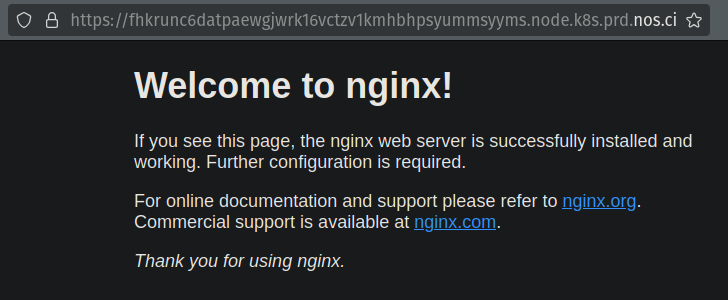 https://fhkrunc6datpaewgjwrk16vctzv1kmhbhpsyummsyyms.node.k8s.prd.nos.ci
Welcome to nginx!
If you see this page, the nginx web server is successfully installed and
working. Further configuration is required.
For online documentation and support please refer to nginx.org.
Commercial support is available at nginx.com.
Thank you for using nginx.